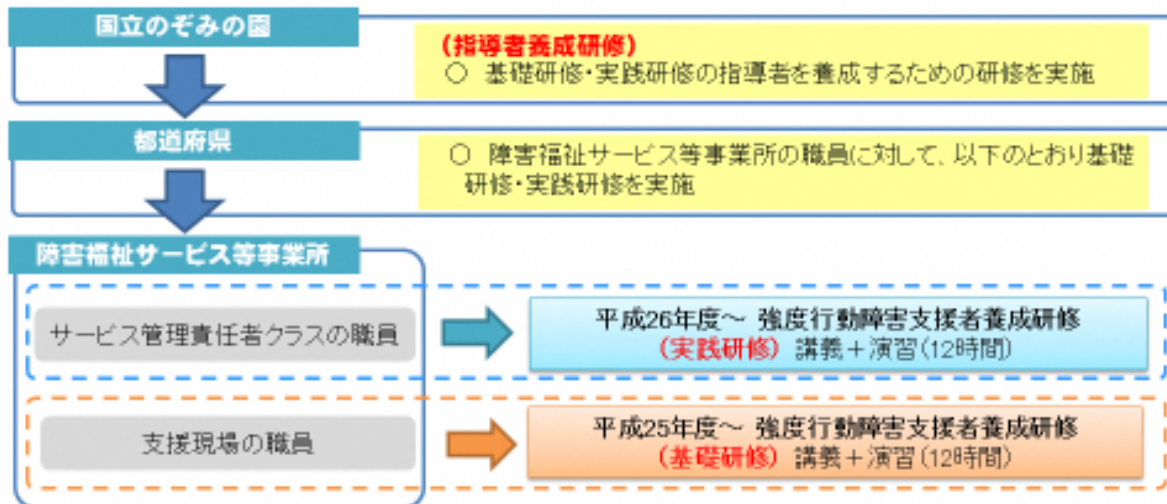 国立のぞみの園
(指導者養成研修)
○ 基礎研修・実践研修の指導者を養成するための研修を実施
都道府県
○ 障害福祉サービス等事業所の職員に対して、以下のとおり基礎
研修・実践研修を実施
障害福祉サービス等事業所
サービス管理責任者クラスの職員
平成26年度～ 強度行動障害支援者養成研修
(実践研修) 講義＋演習(12時間)
支援現場の職員
平成25年度～ 強度行動障害支援者養成研修
(基礎研修) 講義＋演習(12時間)